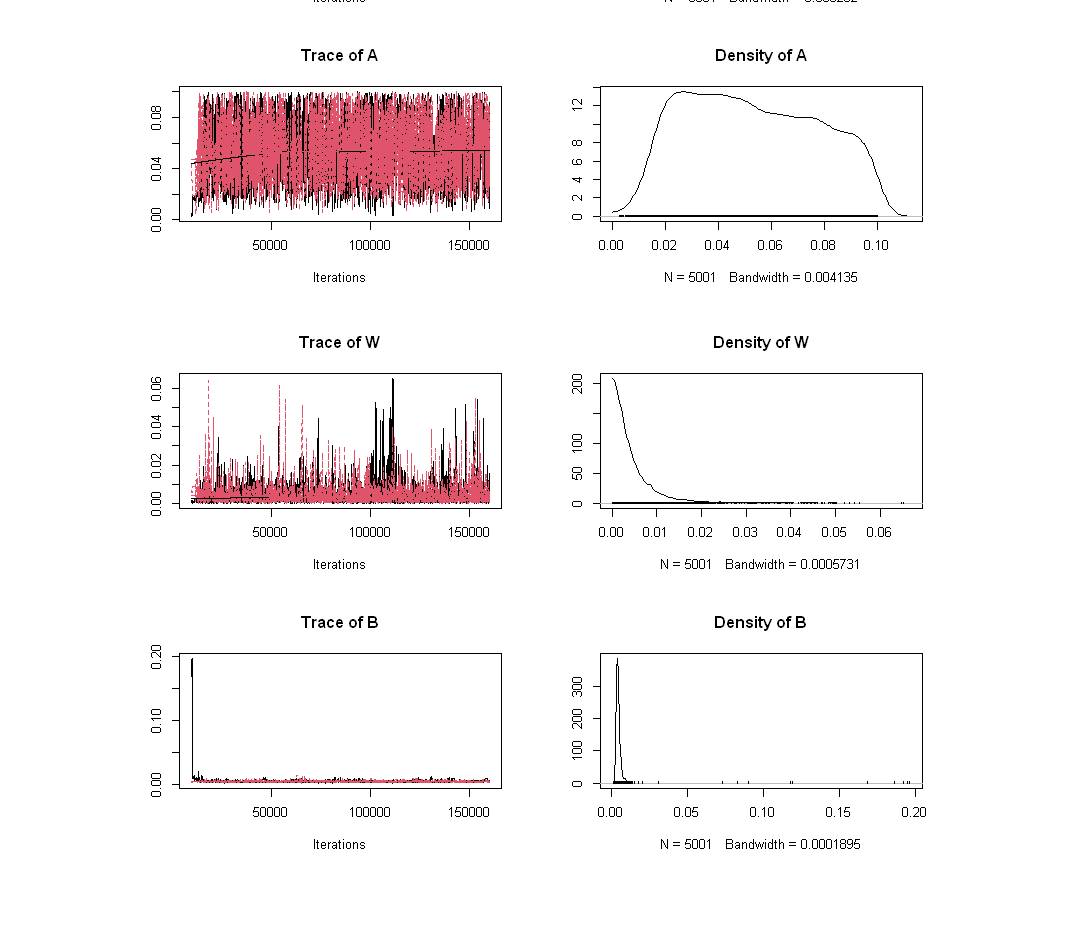 Iterations
Trace of A
Density of A
0.00 0.04 0.08
50000 100000 150000
Iterations
0 2 4 6 8 12
0.00 0.02 0.04 0.06 0.08 0.10
N = 5001 Bandwidth = 0.004135
Trace of W
Density of W
0.00 0.02 0.04 0.06
50000 100000 150000
Iterations
0 50 100 200
0.00 0.01 0.02 0.03 0.04 0.05 0.06
N = 5001 Bandwidth = 0.0005731
Trace of B
Density of B
0.00 0.10 0.20
50000 100000 150000
Iterations
0 100 200 300
0.00 0.05 0.10 0.15 0.20
N = 5001 Bandwidth = 0.0001895